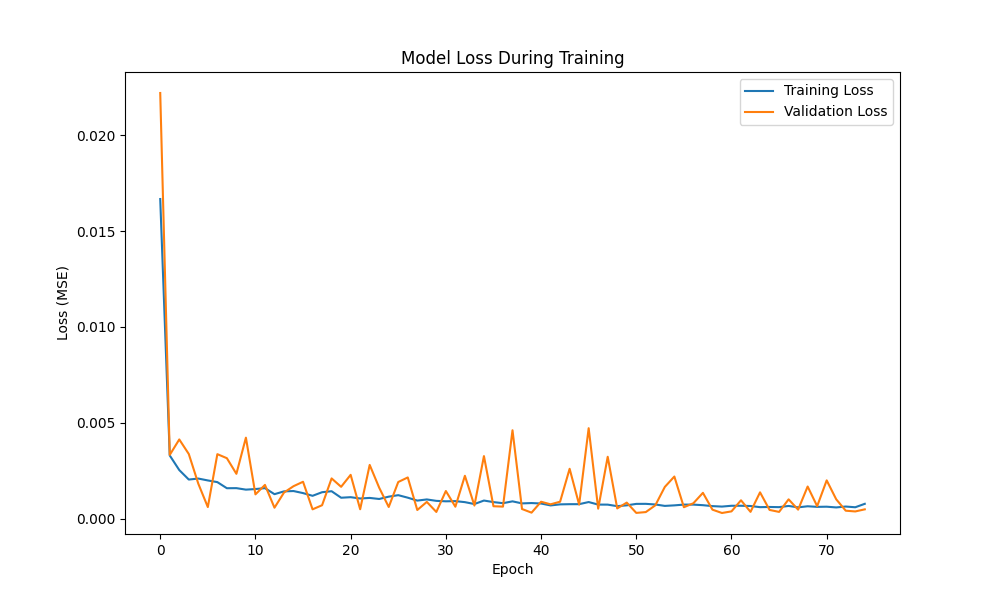 Model Loss During Training
Training Loss
Validation Loss
Loss (MSE)
0.020
0.015
0.010
0.005
0.000
0 10 20 30 40 50 60 70
Epoch